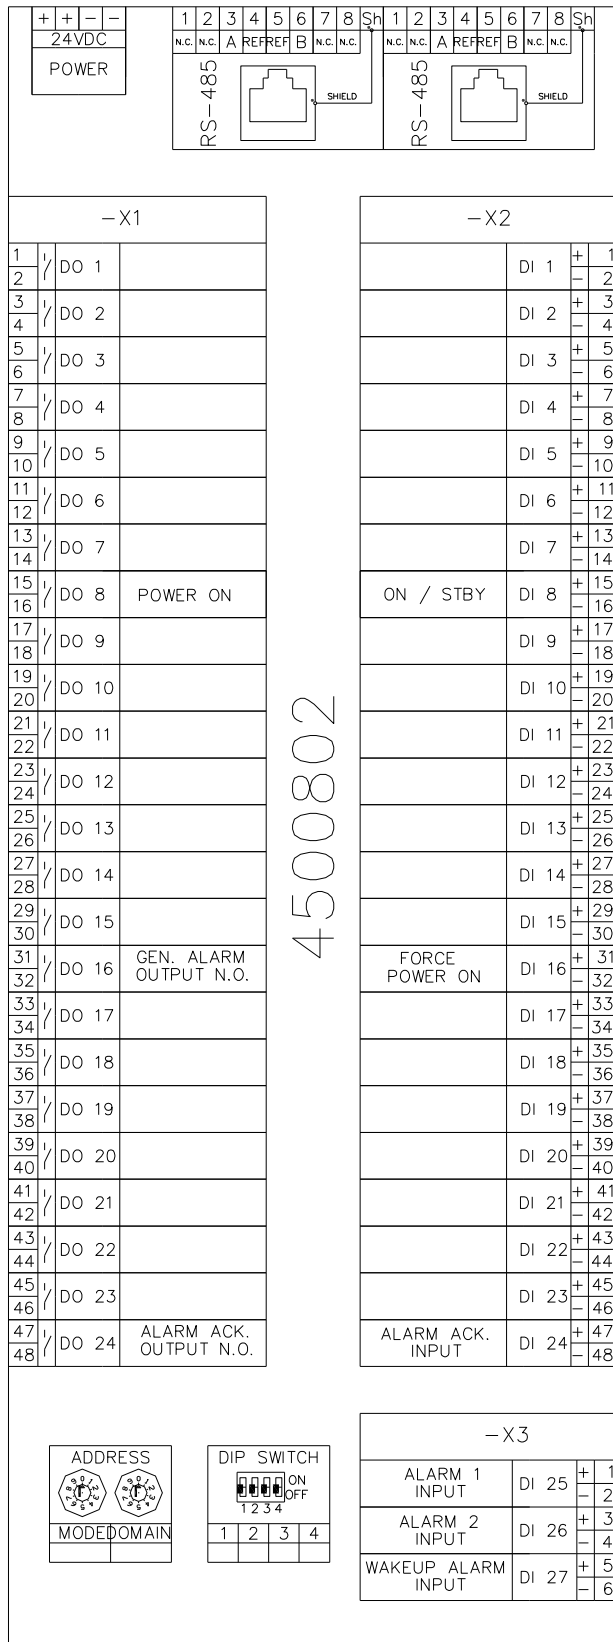 + + - -
24VDC
POWER
1 2 3 4 5 6 7 8 Sh 1 2 3 4 5 6 7 8 Sh
N.C. N.C. A REF REF B N.C. N.C. N.C. N.C. A REF REF B N.C. N.C.
RS-485 SHIELD RS-485 SHIELD
-X1
1 DO 1
2
3 DO 2
4
5 DO 3
6
7 DO 4
8
9 DO 5
10
11 DO 6
12
13 DO 7
14
15 DO 8 POWER ON
16
17 DO 9
18
19 DO 10
20
21 DO 11
22
23 DO 12
24
25 DO 13
26
27 DO 14
28
29 DO 15
30
31 DO 16 GEN. ALARM
32 OUTPUT N.O.
33 DO 17
34
35 DO 18
36
37 DO 19
38
39 DO 20
40
41 DO 21
42
43 DO 22
44
45 DO 23
46
47 DO 24 ALARM ACK.
48 OUTPUT N.O.
4500802
-X2
DI 1 + 1
- 2
DI 2 + 3
- 4
DI 3 + 5
- 6
DI 4 + 7
- 8
DI 5 + 9
- 10
DI 6 + 11
- 12
DI 7 + 13
- 14
ON / STBY DI 8 + 15
- 16
DI 9 + 17
- 18
DI 10 + 19
- 20
DI 11 + 21
- 22
DI 12 + 23
- 24
DI 13 + 25
- 26
DI 14 + 27
- 28
DI 15 + 29
- 30
FORCE DI 16 + 31
POWER ON - 32
DI 17 + 33
- 34
DI 18 + 35
- 36
DI 19 + 37
- 38
DI 20 + 39
- 40
DI 21 + 41
- 42
DI 22 + 43
- 44
DI 23 + 45
- 46
ALARM ACK. DI 24 + 47
INPUT - 48
ADDRESS
MODE DOMAIN
DIP SWITCH
ON
OFF
1 2 3 4
1 2 3 4
-X3
ALARM 1 DI 25 + 1
INPUT - 2
ALARM 2 DI 26 + 3
INPUT - 4
WAKEUP ALARM DI 27 + 5
INPUT - 6